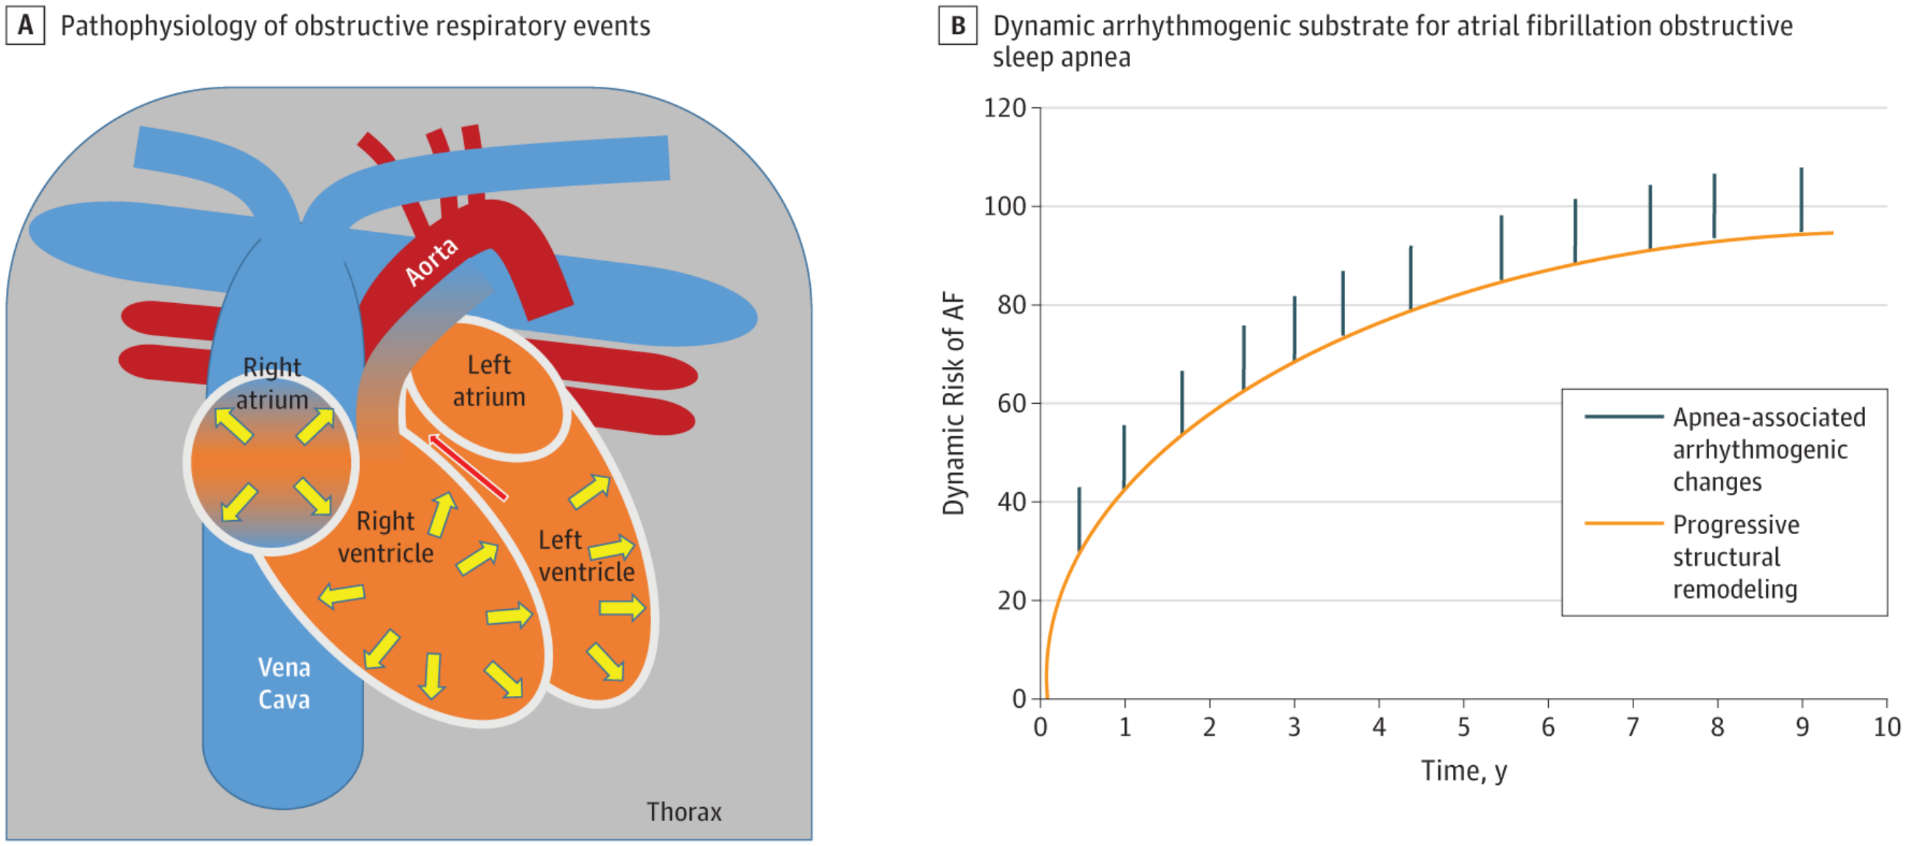 A Pathophysiology of obstructive respiratory events
Aorta
Right
atrium
Left
atrium
Right
ventricle
Left
ventricle
Vena
Cava
Thorax
B Dynamic arrhythmogenic substrate for atrial fibrillation obstructive
sleep apnea
Dynamic Risk of AF
120
100
80
60
40
20
0
0 1 2 3 4 5 6 7 8 9 10
Time, y
Apnea-associated
arrhythmogenic
changes
Progressive
structural
remodeling